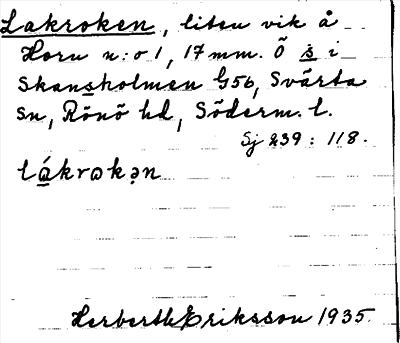 Lakroken, liten vik å
Horn n:o 1, 17 mm. Ö s i
Skansholmen G56, Svärta
sn, Rönö hd, Söderm. l.
Sj 239 : 118.
lákrokən
Herbert Eriksson 1935.